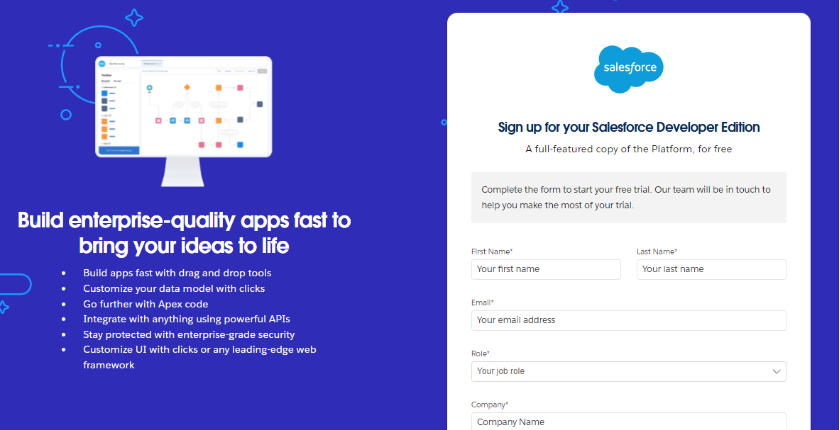 Build enterprise-quality apps fast to
bring your ideas to life
Build apps fast with drag and drop tools
Customize your data model with clicks
Go further with Apex code
Integrate with anything using powerful APIs
Stay protected with enterprise-grade security
Customize UI with clicks or any leading-edge web
framework
salesforce
Sign up for your Salesforce Developer Edition
A full-featured copy of the Platform, for free
Complete the form to start your free trial. Our team will be in touch to
help you make the most of your trial.
First Name* Last Name*
Your first name Your last name
Email*
Your email address
Role*
Your job role
Company*
Company Name